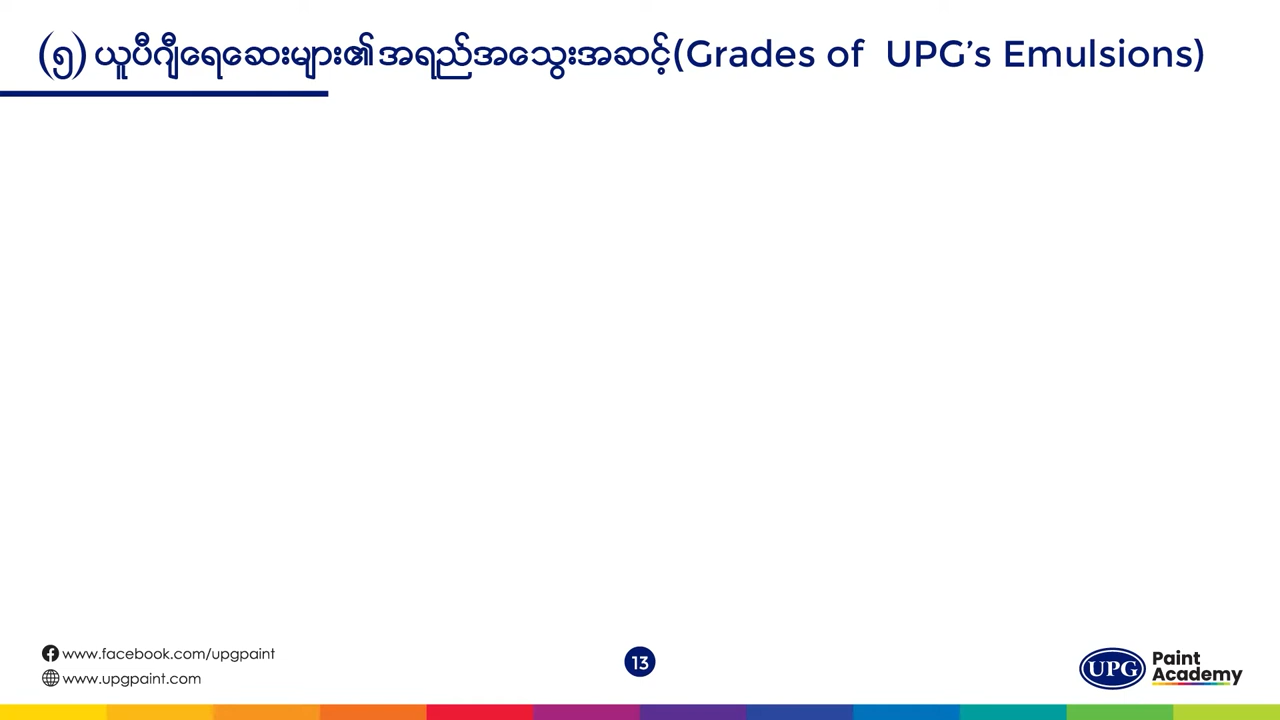 (၅) ယူပီဂျီရေဆေးများ၏ အရည်အသွေးအဆင့်(Grades of UPG’s Emulsions)
www.facebook.com/upgpaint
www.upgpaint.com
13
UPG
Paint
Academy